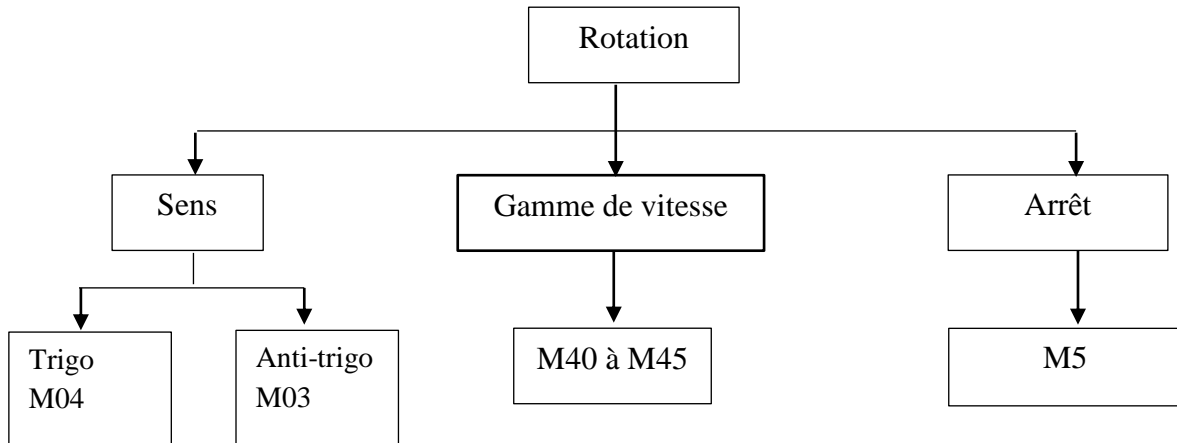 Rotation
Sens
Gamme de vitesse
Arrêt
Trigo
M04
Anti-trigo
M03
M40 à M45
M5